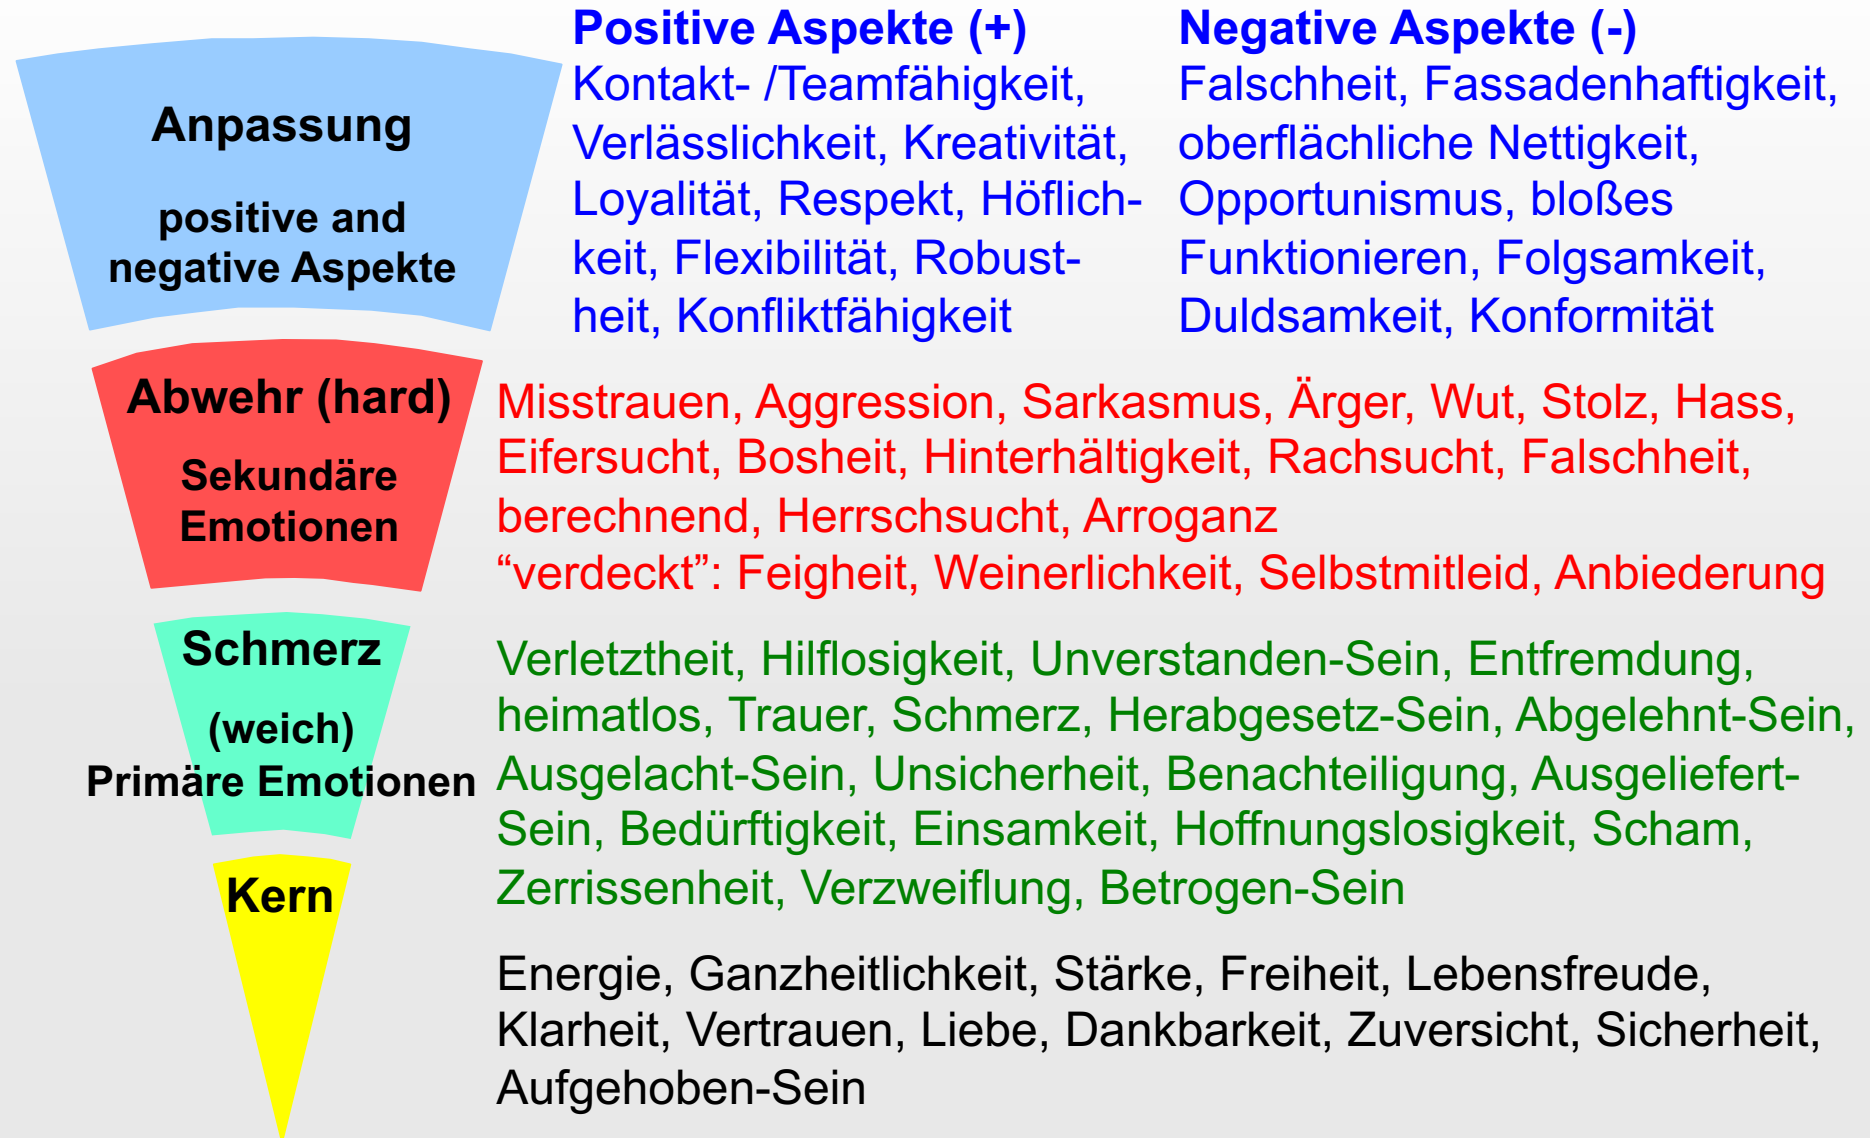 Positive Aspekte (+)
Kontakt- /Teamfähigkeit,
Verlässlichkeit, Kreativität,
Loyalität, Respekt, Höflich-
keit, Flexibilität, Robust-
heit, Konfliktfähigkeit
Negative Aspekte (-)
Falschheit, Fassadenhaftigkeit,
oberflächliche Nettigkeit,
Opportunismus, bloßes
Funktionieren, Folgsamkeit,
Duldsamkeit, Konformität
Anpassung
positive and
negative Aspekte
Abwehr (hard)
Sekundäre
Emotionen
Misstrauen, Aggression, Sarkasmus, Ärger, Wut, Stolz, Hass,
Eifersucht, Bosheit, Hinterhältigkeit, Rachsucht, Falschheit,
berechnend, Herrschsucht, Arroganz
“verdeckt”: Feigheit, Weinerlichkeit, Selbstmitleid, Anbiederung
Schmerz
(weich)
Primäre Emotionen
Verletztheit, Hilflosigkeit, Unverstanden-Sein, Entfremdung,
heimatlos, Trauer, Schmerz, Herabgesetz-Sein, Abgelehnt-Sein,
Ausgelacht-Sein, Unsicherheit, Benachteiligung, Ausgeliefert-
Sein, Bedürftigkeit, Einsamkeit, Hoffnungslosigkeit, Scham,
Zerrissenheit, Verzweiflung, Betrogen-Sein
Kern
Energie, Ganzheitlichkeit, Stärke, Freiheit, Lebensfreude,
Klarheit, Vertrauen, Liebe, Dankbarkeit, Zuversicht, Sicherheit,
Aufgehoben-Sein